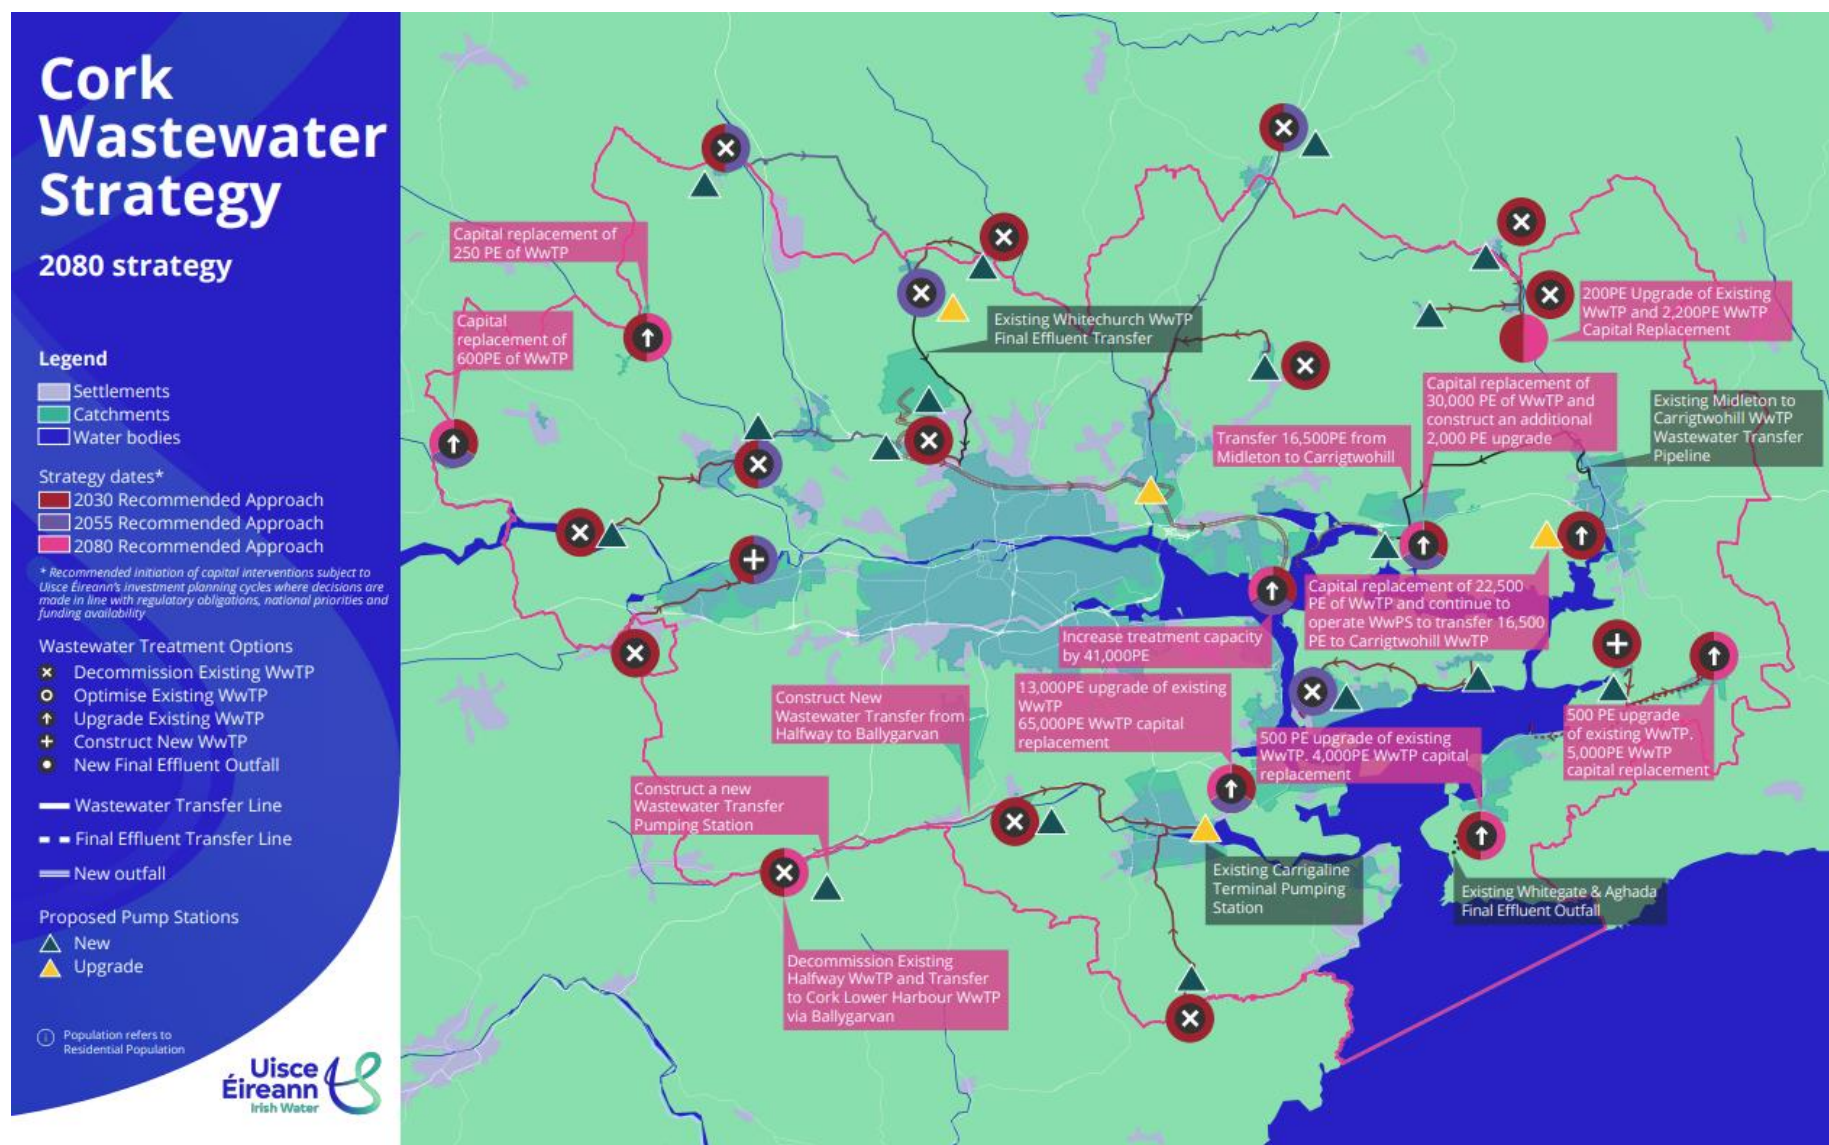 Cork
Wastewater
Strategy
2080 strategy
Legend
Settlements
Catchments
Water bodies
Strategy dates*
2030 Recommended Approach
2055 Recommended Approach
2080 Recommended Approach
* Recommended initiation of capital interventions subject to
Uisce Éireann's investment planning cycles where decisions are
made in line with regulatory obligations, national priorities and
funding availability
Wastewater Treatment Options
Decommission Existing WwTP
Optimise Existing WwTP
Upgrade Existing WwTP
Construct New WwTP
New Final Effluent Outfall
Wastewater Transfer Line
Final Effluent Transfer Line
New outfall
Proposed Pump Stations
New
Upgrade
Population refers to
Residential Population
Uisce
Éireann
Irish Water
Capital replacement of
250 PE of WwTP
Capital
replacement of
600PE of WwTP
Existing Whitechurch WwTP
Final Effluent Transfer
200PE Upgrade of Existing
WwTP and 2,200PE WwTP
Capital Replacement
Capital replacement of
30,000 PE of WwTP and
construct an additional
2,000 PE upgrade
Existing Midleton to
Carrigtwohill WwTP
Wastewater Transfer
Pipeline
Transfer 16,500PE from
Midleton to Carrigtwohill
Capital replacement of 22,500
PE of WwTP and continue to
operate WwPS to transfer 16,500
PE to Carrigtwohill WwTP
Increase treatment capacity
by 41,000PE
Construct New
Wastewater Transfer from
Halfway to Ballygarvan
13,000PE upgrade of existing
WwTP
65,000PE WwTP capital
replacement
500 PE upgrade of existing
WwTP. 4,000PE WwTP capital
replacement
500 PE upgrade
of existing WwTP.
5,000PE WwTP
capital replacement
Construct a new
Wastewater Transfer
Pumping Station
Existing Carrigaline
Terminal Pumping
Station
Existing Whitegate & Aghada
Final Effluent Outfall
Decommission Existing
Halfway WwTP and Transfer
to Cork Lower Harbour WwTP
via Ballygarvan